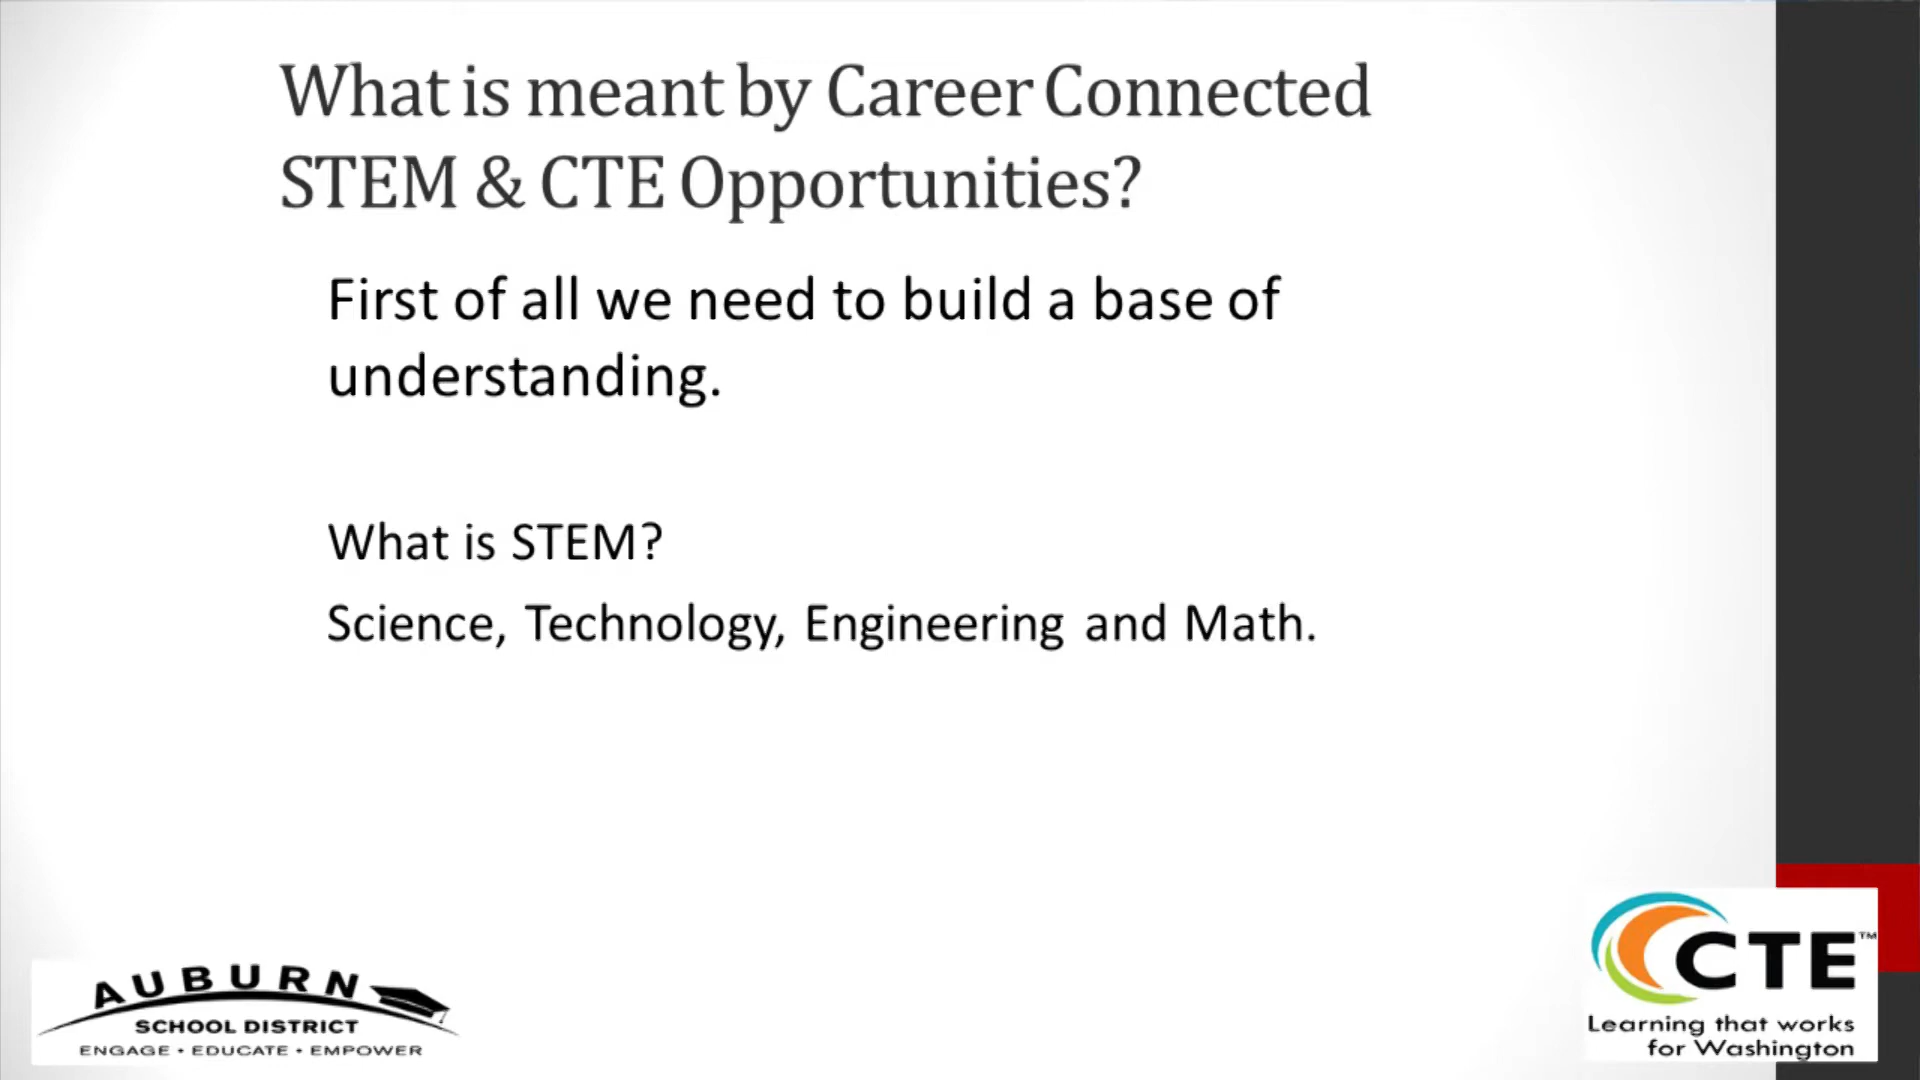 What is meant by Career Connected
STEM & CTE Opportunities?
First of all we need to build a base of
understanding.
What is STEM?
Science, Technology, Engineering and Math.
AUBURN
SCHOOL DISTRICT
ENGAGE • EDUCATE • EMPOWER
CTE™
Learning that works
for Washington